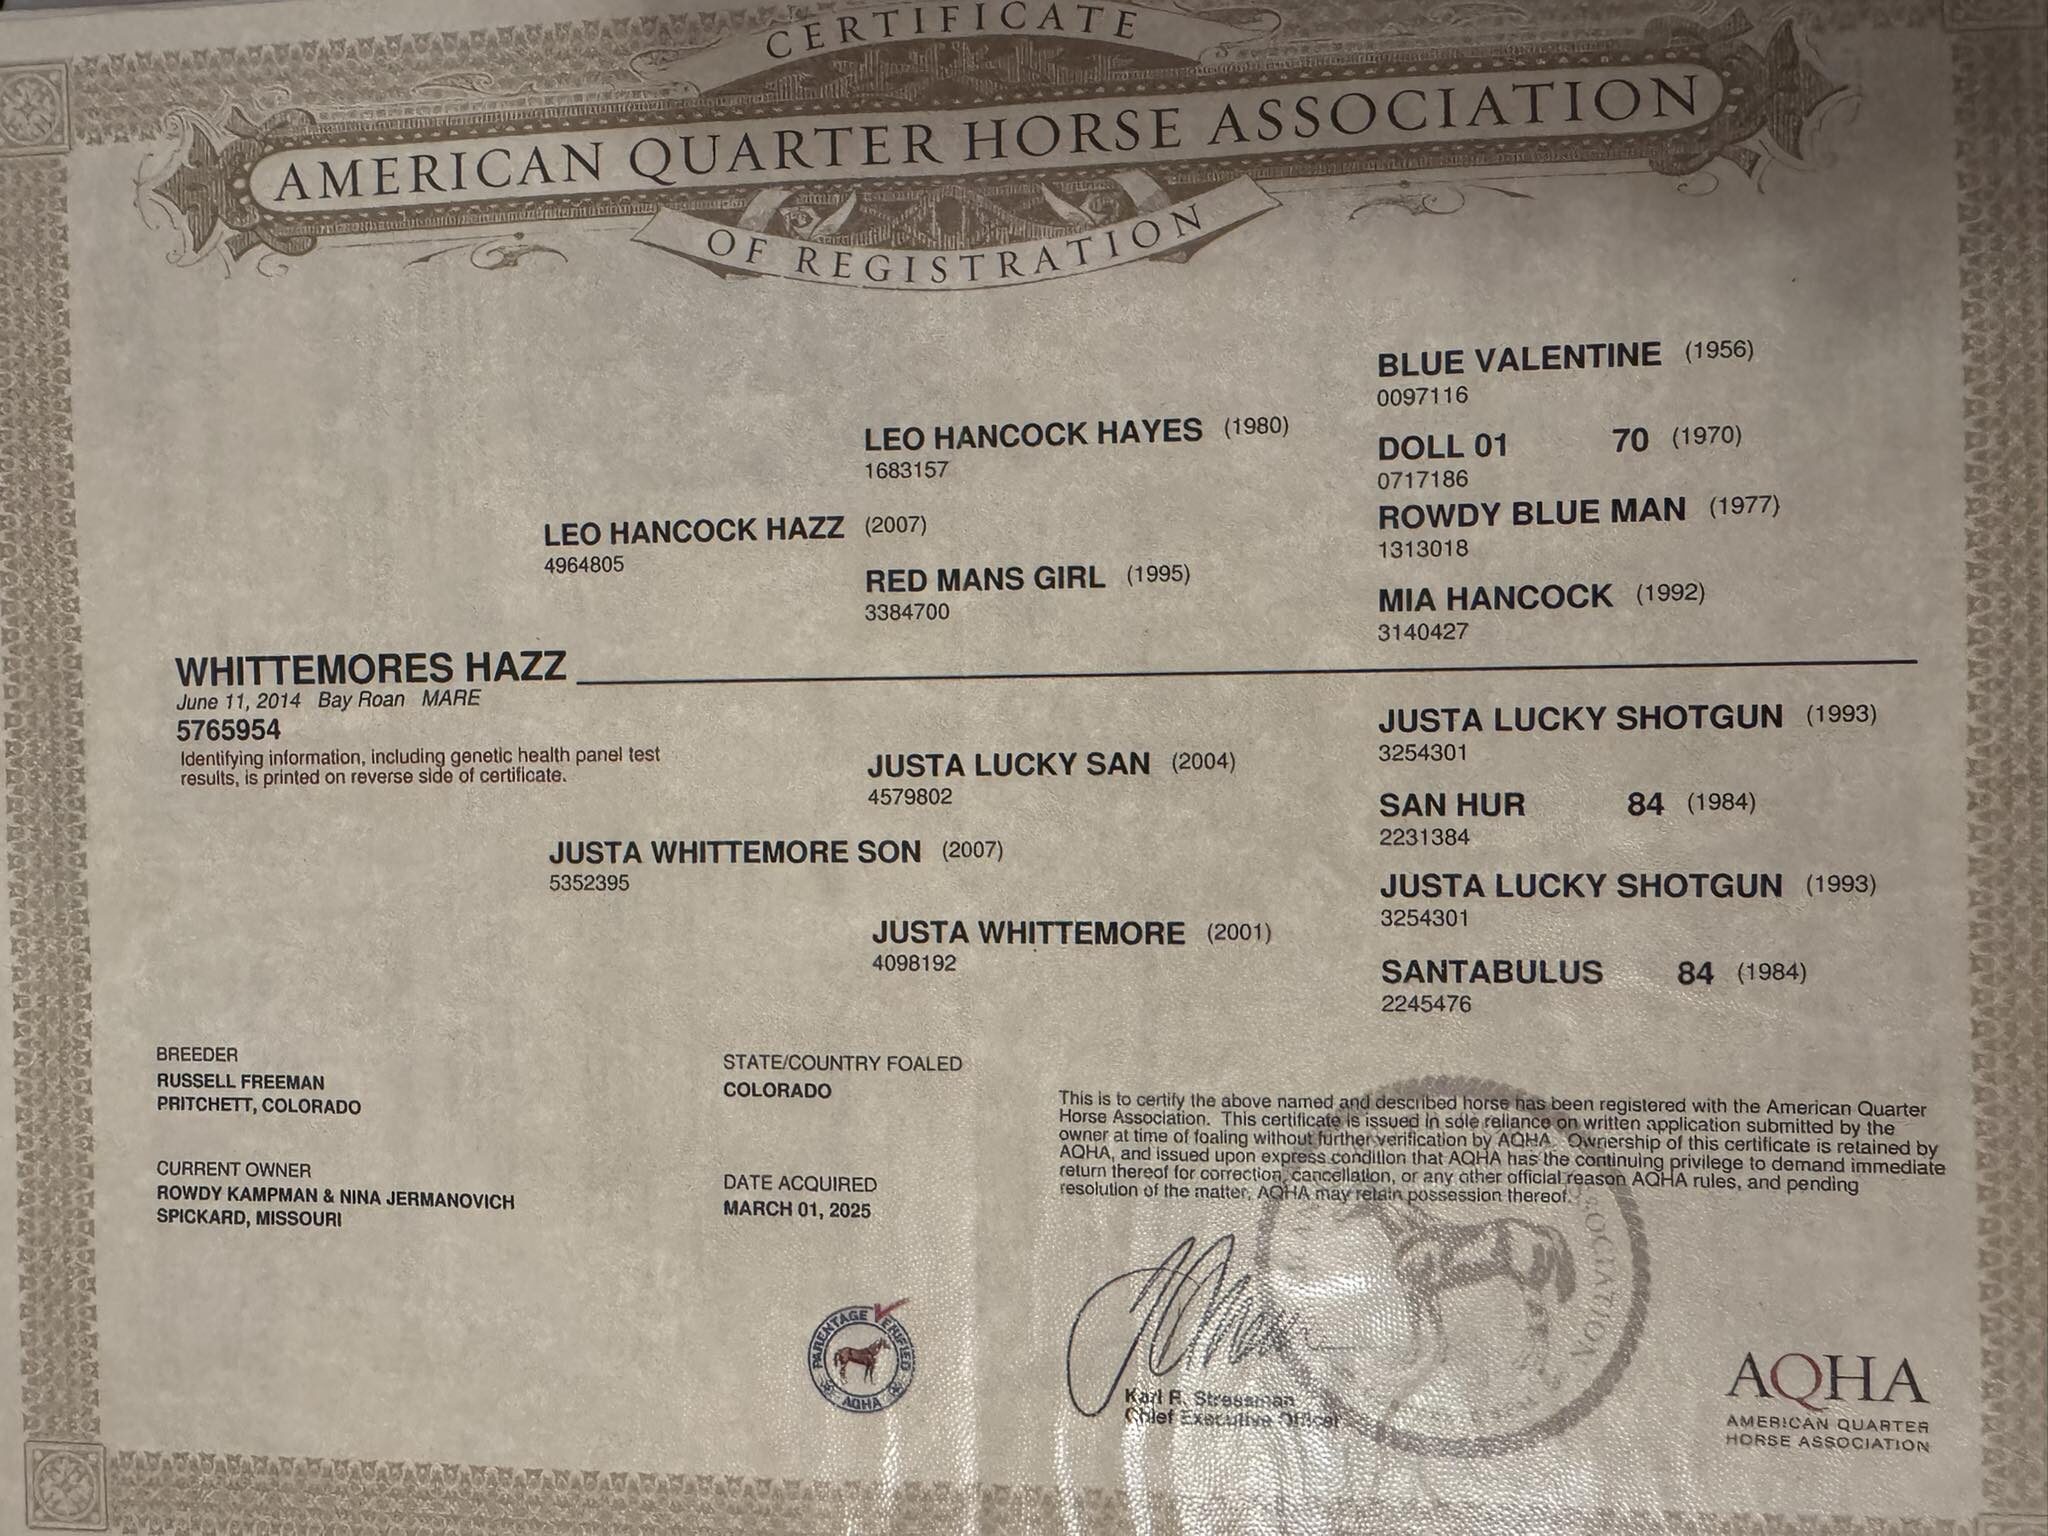 CERTIFICATE
AMERICAN QUARTER HORSE ASSOCIATION
OF REGISTRATION
BLUE VALENTINE (1956)
0097116
LEO HANCOCK HAYES (1980)
1683157
DOLL 01 70 (1970)
0717186
LEO HANCOCK HAZZ (2007)
4964805
ROWDY BLUE MAN (1977)
1313018
RED MANS GIRL (1995)
3384700
MIA HANCOCK (1992)
3140427
WHITTEMORES HAZZ
June 11, 2014 Bay Roan MARE
5765954
Identifying information, including genetic health panel test
results, is printed on reverse side of certificate.
JUSTA LUCKY SHOTGUN (1993)
3254301
JUSTA LUCKY SAN (2004)
4579802
SAN HUR 84 (1984)
2231384
JUSTA WHITTEMORE SON (2007)
5352395
JUSTA LUCKY SHOTGUN (1993)
3254301
JUSTA WHITTEMORE (2001)
4098192
SANTABULUS 84 (1984)
2245476
BREEDER
RUSSELL FREEMAN
PRITCHETT, COLORADO
STATE/COUNTRY FOALED
COLORADO
CURRENT OWNER
ROWDY KAMPMAN & NINA JERMANOVICH
SPICKARD, MISSOURI
DATE ACQUIRED
MARCH 01, 2025
This is to certify the above named and described horse has been registered with the American Quarter
Horse Association. This certificate is issued in sole reliance on written application submitted by the
owner at time of foaling without further verification by AQHA. Ownership of this certificate is retained by
AQHA, and issued upon express condition that AQHA has the continuing privilege to demand immediate
return thereof for correction, cancellation, or any other official reason AQHA rules, and pending
resolution of the matter, AQHA may retain possession thereof.
PARENTAGE VERIFIED
AQHA
Karl R. Stressman
Chief Executive Officer
AQHA
AMERICAN QUARTER
HORSE ASSOCIATION